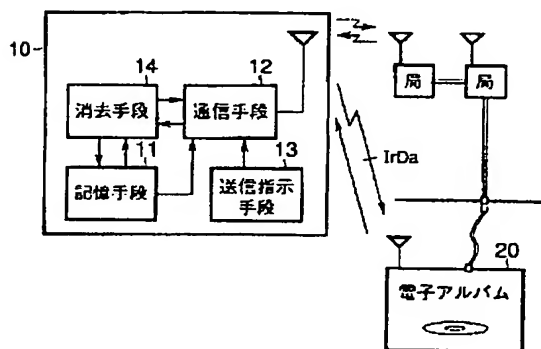 10
14
12
消去手段
通信手段
11
13
記憶手段
送信指示
手段
局
局
IrDa
20
電子アルバム